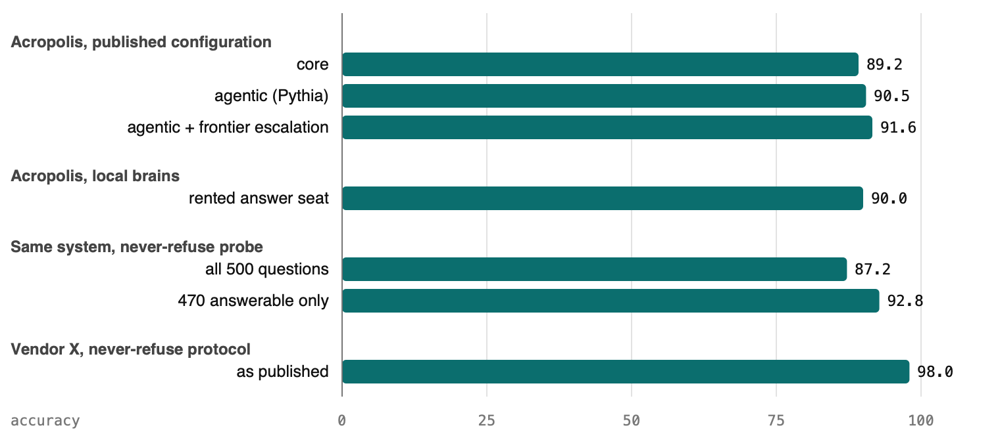 Acropolis, published configuration
core 89.2
agentic (Pythia) 90.5
agentic + frontier escalation 91.6
Acropolis, local brains
rented answer seat 90.0
Same system, never-refuse probe
all 500 questions 87.2
470 answerable only 92.8
Vendor X, never-refuse protocol
as published 98.0
accuracy 0 25 50 75 100